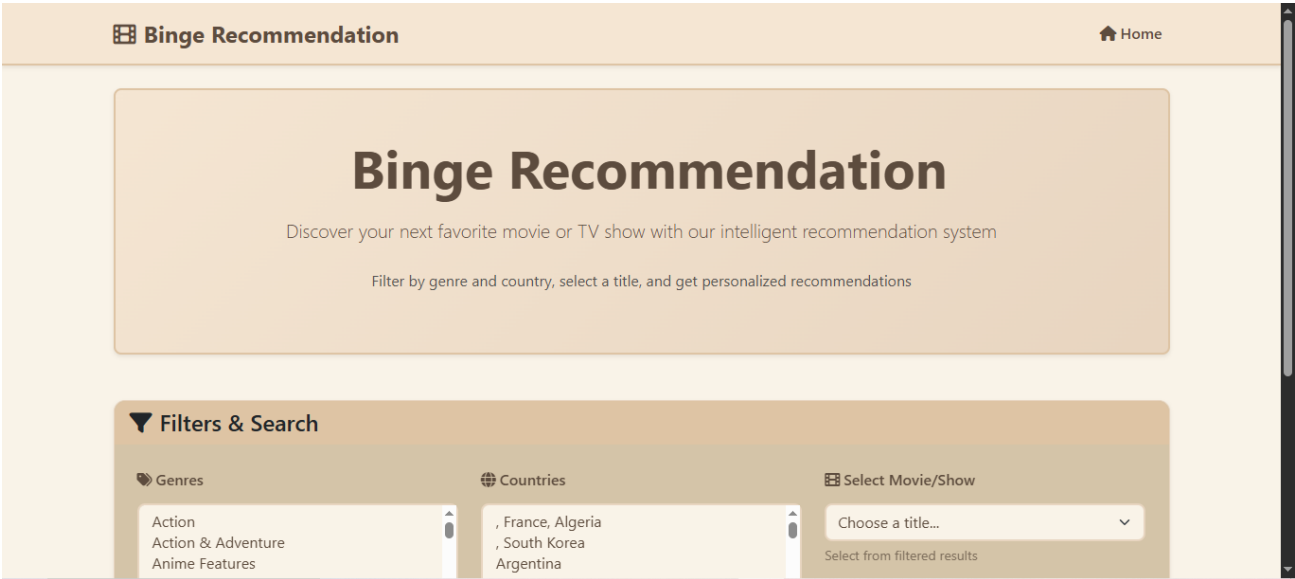 Binge Recommendation
Home
Binge Recommendation
Discover your next favorite movie or TV show with our intelligent recommendation system
Filter by genre and country, select a title, and get personalized recommendations
Filters & Search
Genres
Countries
Select Movie/Show
Action
Action & Adventure
Anime Features
, France, Algeria
, South Korea
Argentina
Choose a title...
Select from filtered results